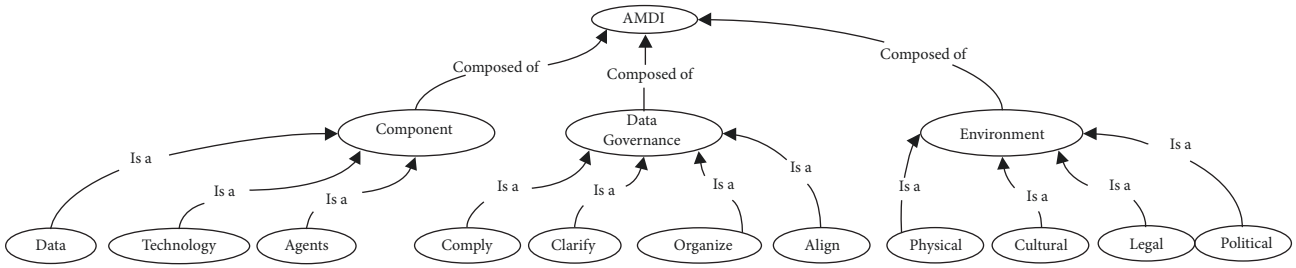 AMDI
Composed of
Composed of
Composed of
Component
Data
Governance
Environment
Is a
Is a
Is a
Is a
Is a
Is a
Is a
Is a
Is a
Is a
Is a
Data
Technology
Agents
Comply
Clarify
Organize
Align
Physical
Cultural
Legal
Political